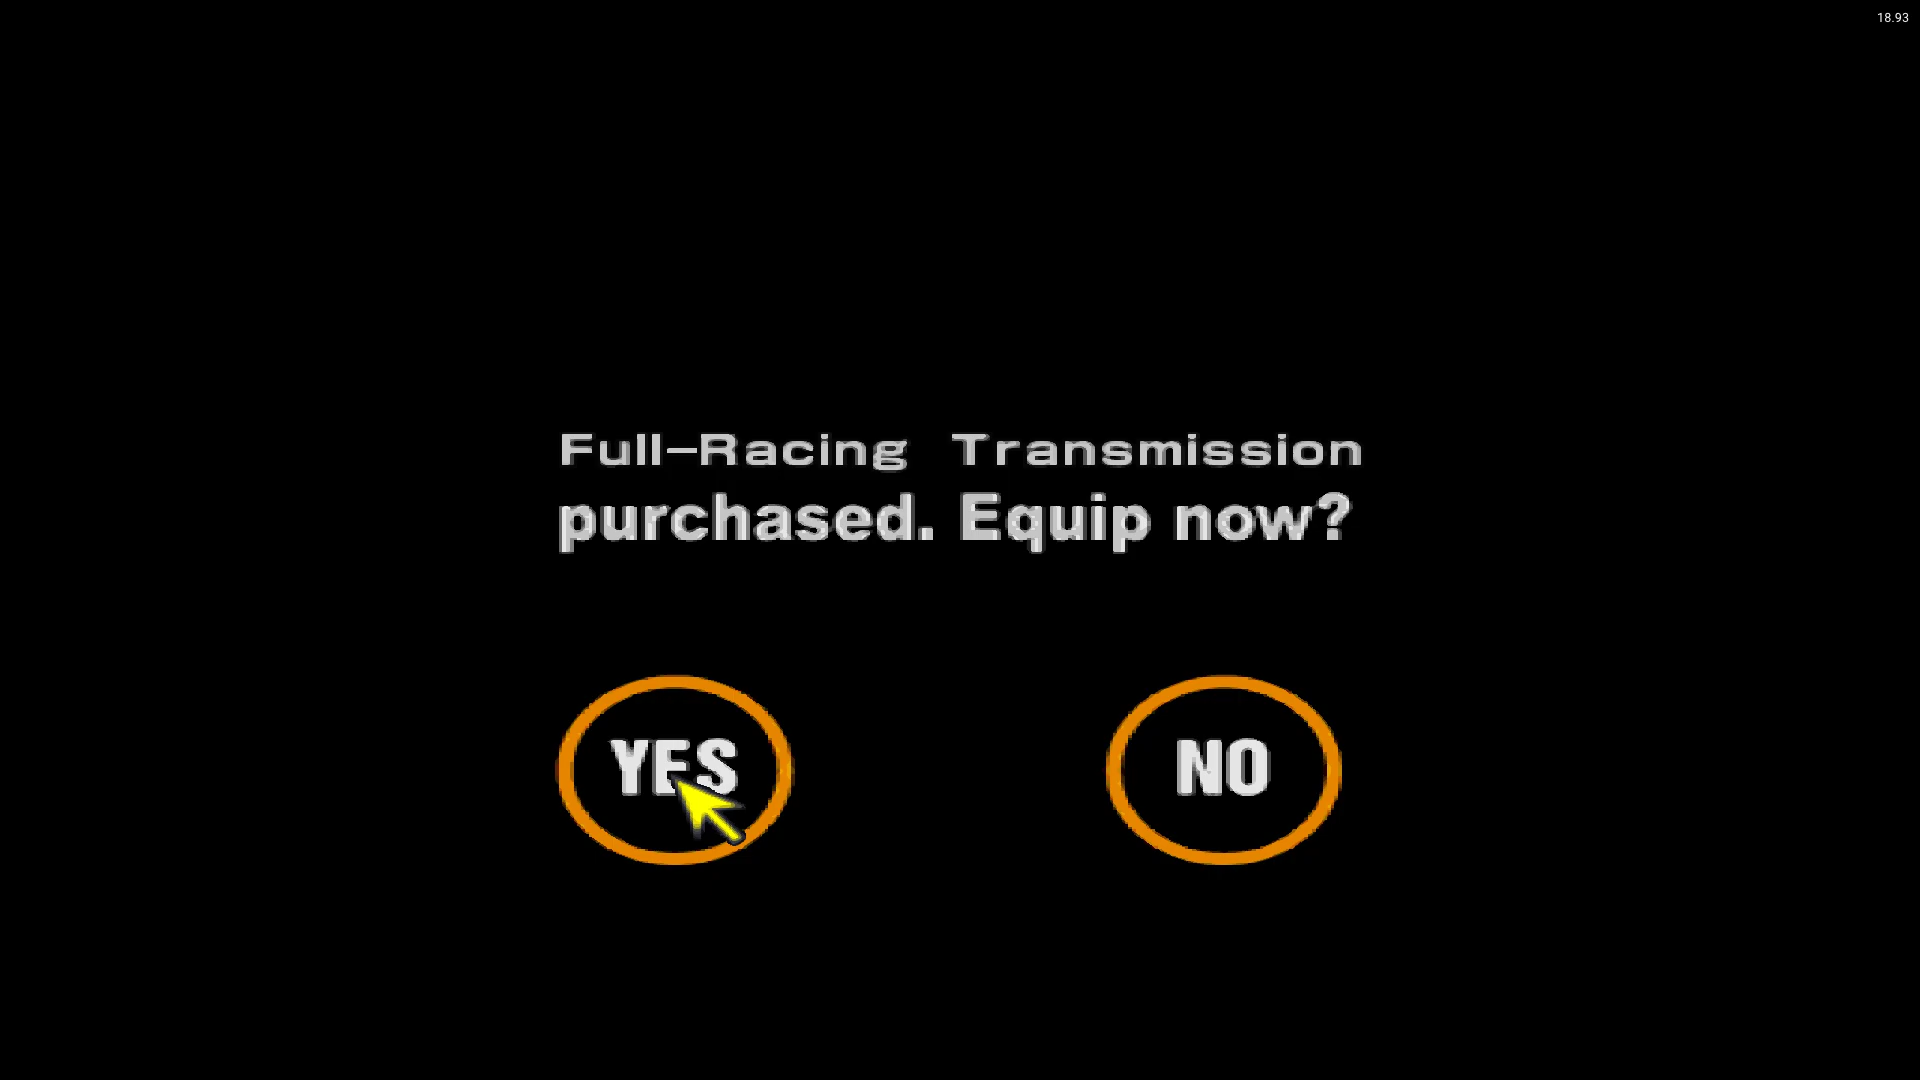 18.93
Full-Racing Transmission
purchased. Equip now?
YES NO